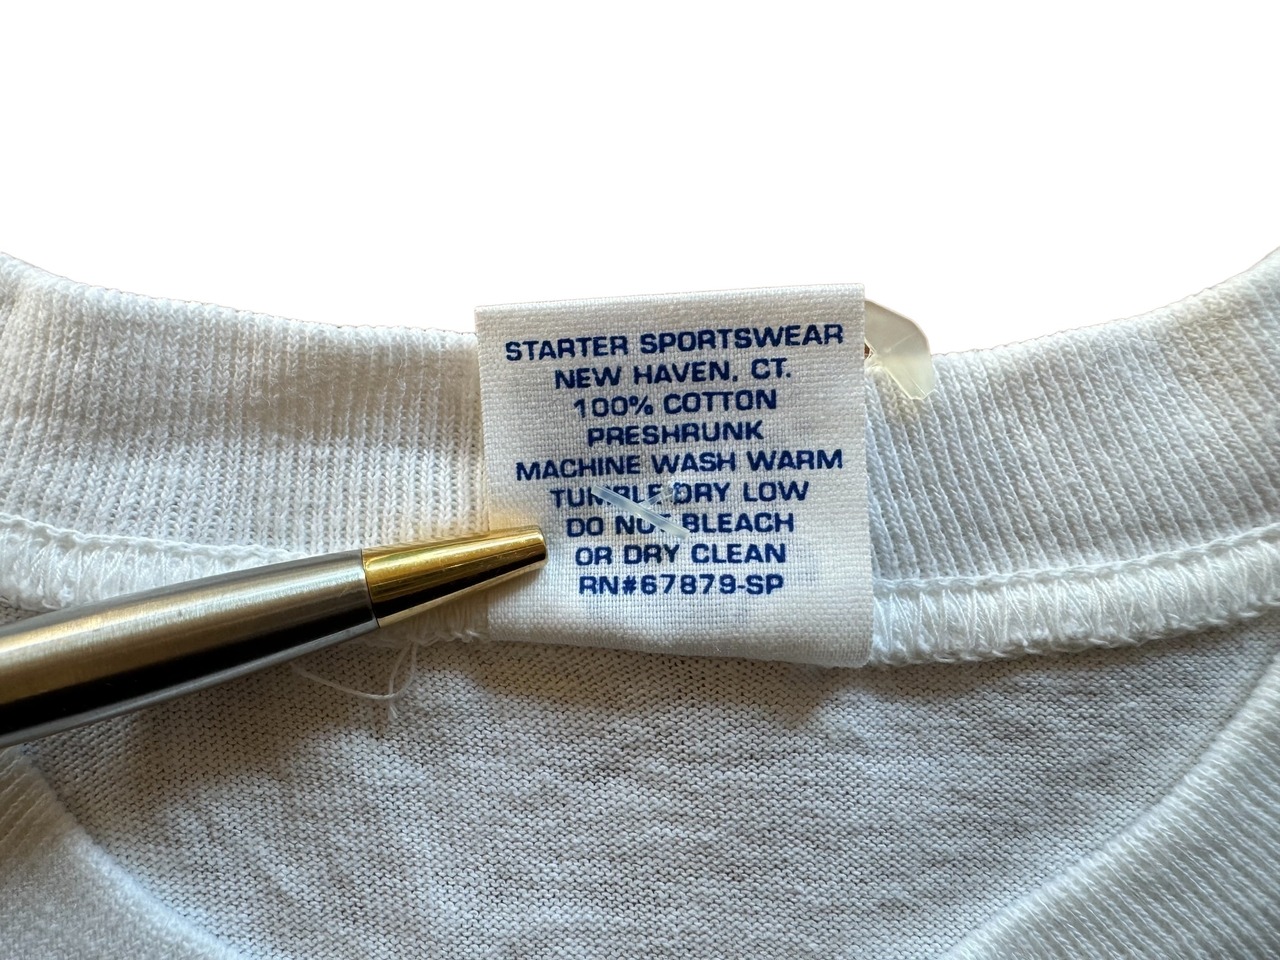 STARTER SPORTSWEAR
NEW HAVEN, CT.
100% COTTON
PRESHRUNK
MACHINE WASH WARM
TUMBLE DRY LOW
DO NOT BLEACH
OR DRY CLEAN
RN#67879-SP